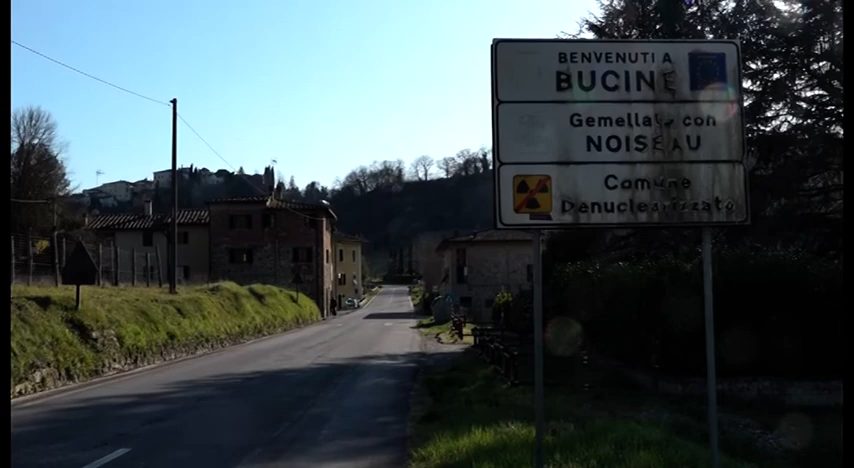 BENVENUTI A
BUCINE
Gemellato con
NOISEAU
Comune
Denuclearizzato